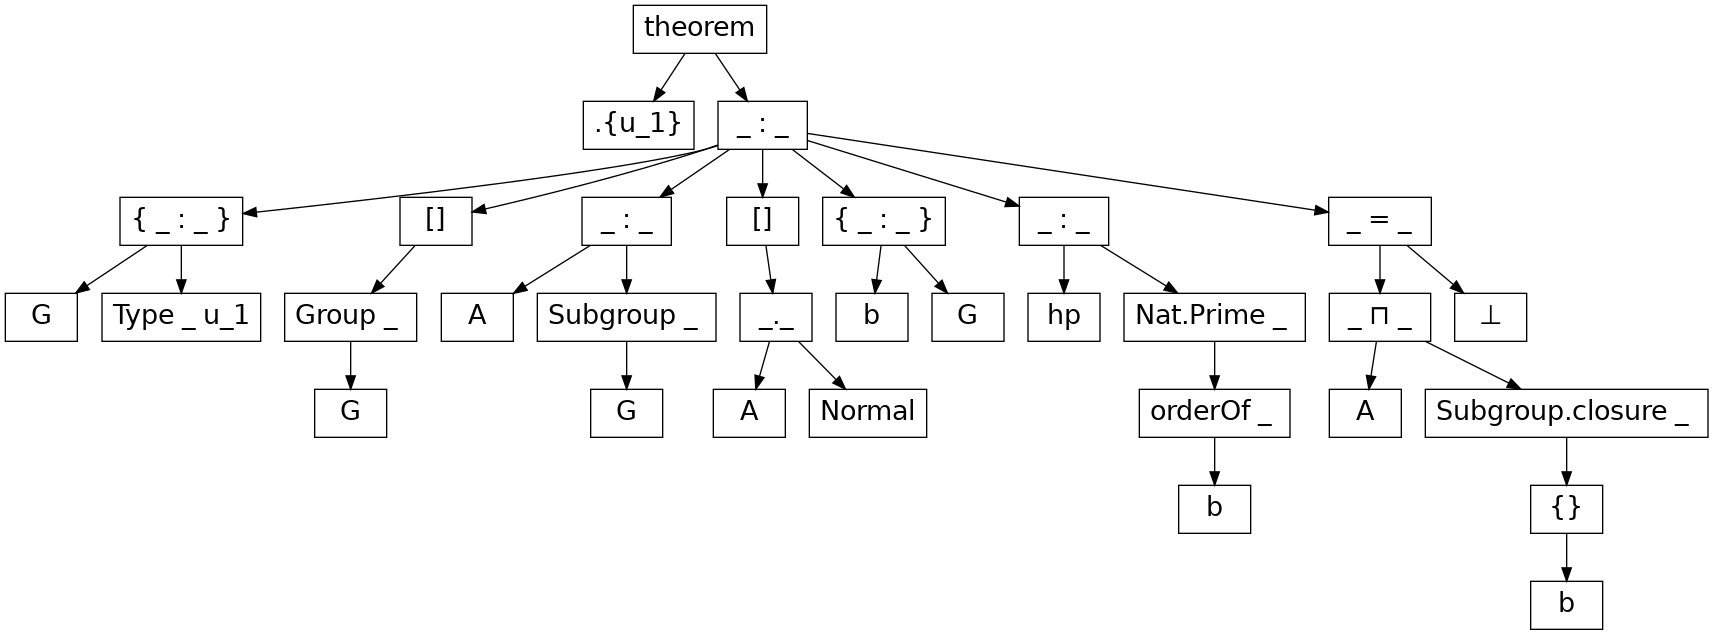 theorem
.{u_1} _ : _
{ _ : _ } [] _ : _ [] { _ : _ } _ : _ _ = _
G Type _ u_1 Group _ A Subgroup _ _._ b G hp Nat.Prime _ _ ⊓ _ ⊥
G G A Normal orderOf _ A Subgroup.closure _
b {}
b